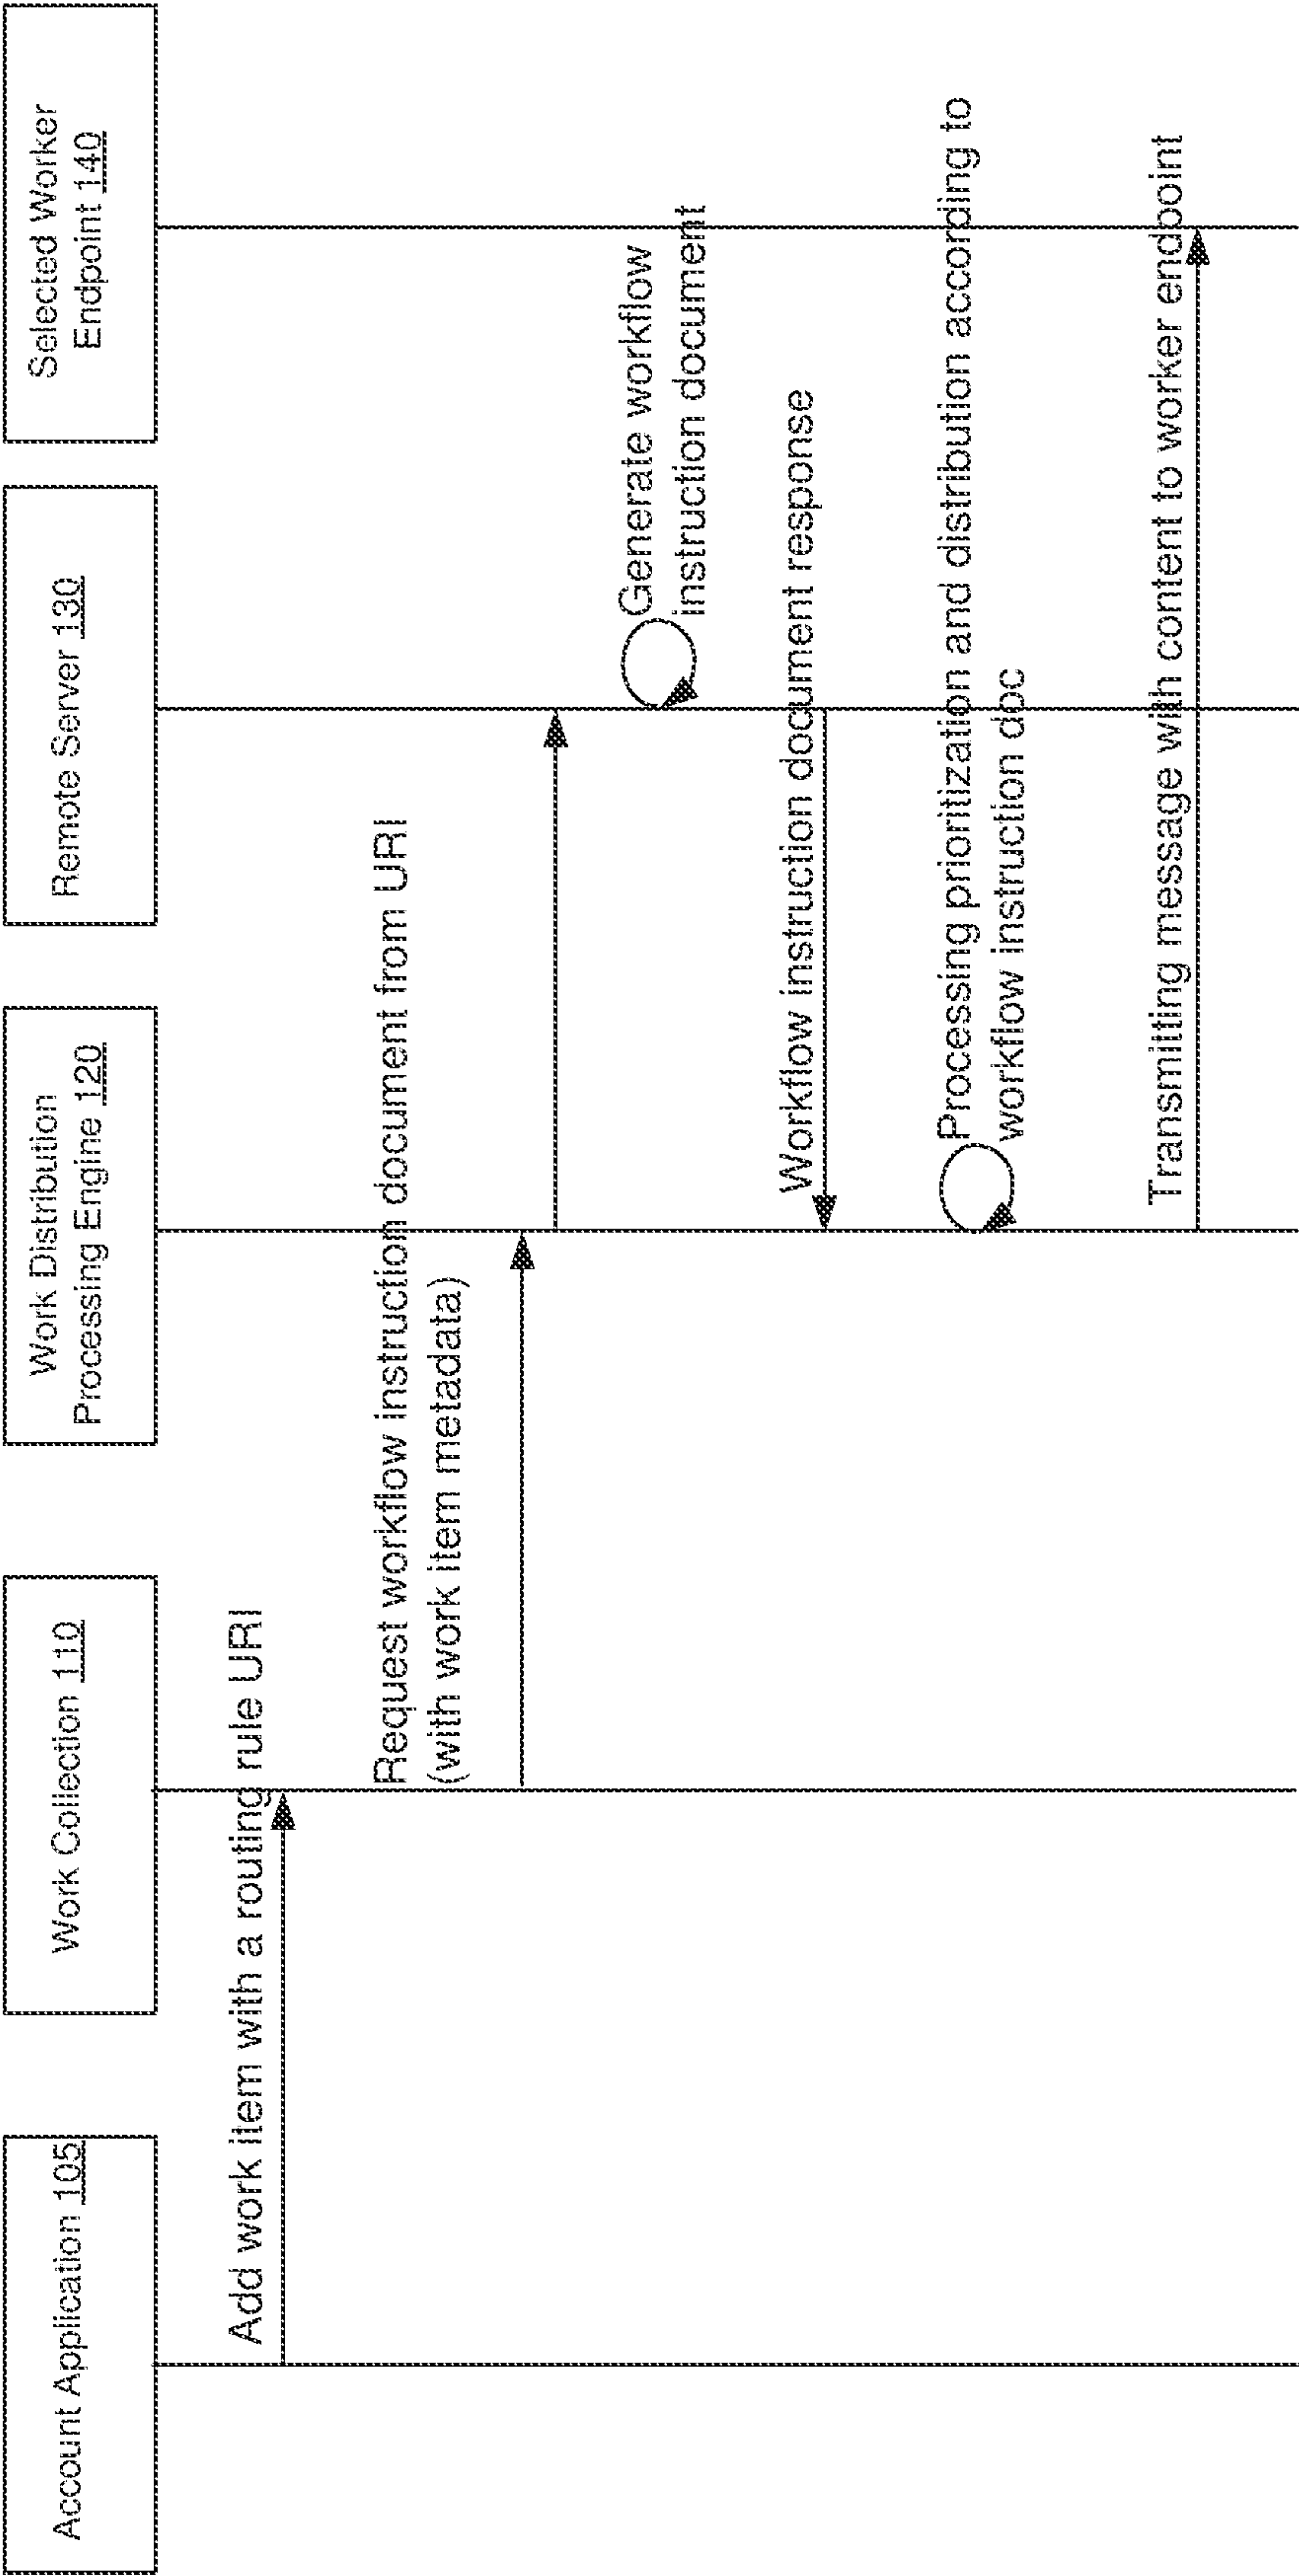 Account Application 105
Work Collection 110
Work Distribution
Processing Engine 120
Remote Server 130
Selected Worker
Endpoint 140
Add work item with a routing rule URI
Request workflow instruction document from URI
(with work item metadata)
Generate workflow
instruction document
Workflow instruction document response
Processing prioritization and distribution according to
workflow instruction doc
Transmitting message with content to worker endpoint